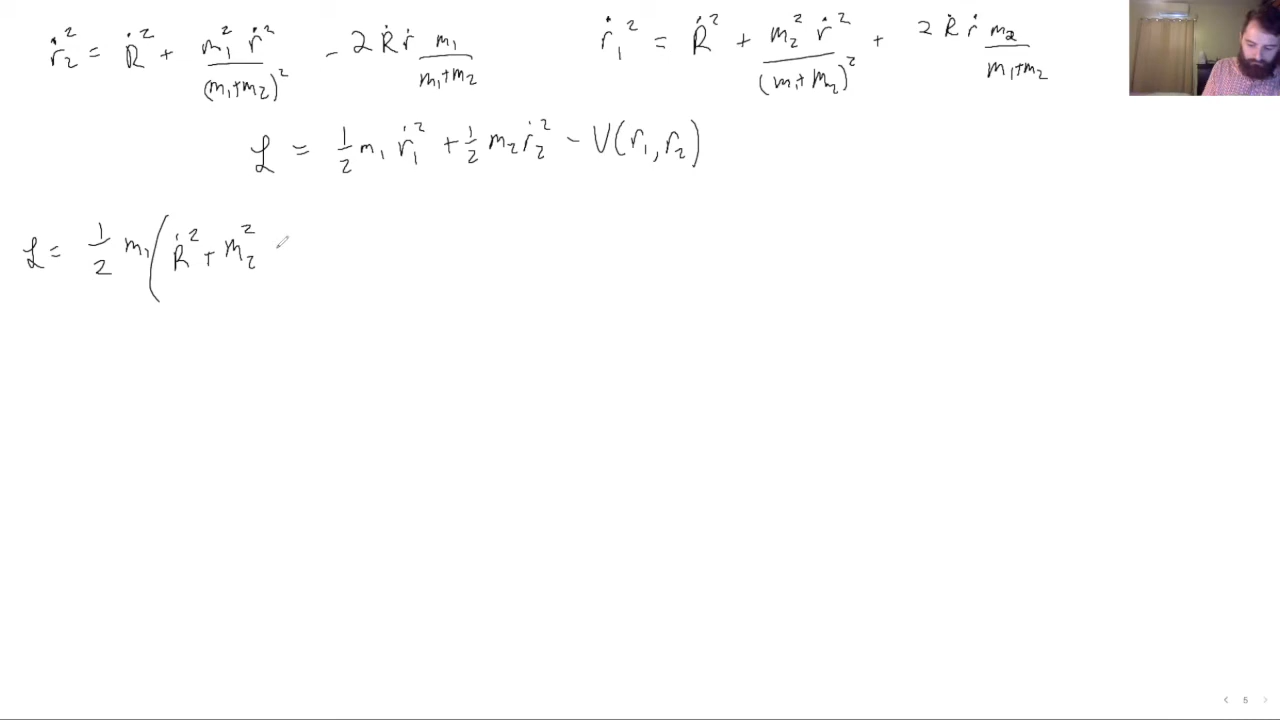 ṙ₂² = Ṙ² + m₁² ṙ² / (m₁+m₂)² - 2 Ṙ ṙ m₁ / m₁+m₂    ṙ₁² = Ṙ² + m₂² ṙ² / (m₁+m₂)² + 2 Ṙ ṙ m₂ / m₁+m₂
ℒ = 1/2 m₁ ṙ₁² + 1/2 m₂ ṙ₂² - V(r₁, r₂)
ℒ = 1/2 m₁ ( Ṙ² + m₂²
5